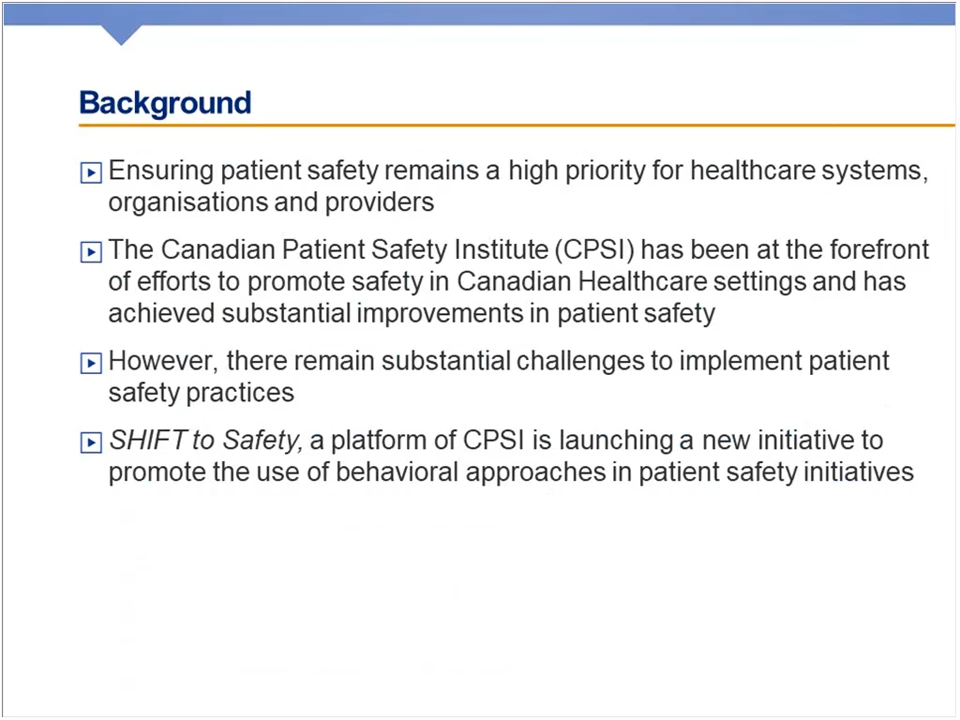 Background
Ensuring patient safety remains a high priority for healthcare systems,
organisations and providers
The Canadian Patient Safety Institute (CPSI) has been at the forefront
of efforts to promote safety in Canadian Healthcare settings and has
achieved substantial improvements in patient safety
However, there remain substantial challenges to implement patient
safety practices
SHIFT to Safety, a platform of CPSI is launching a new initiative to
promote the use of behavioral approaches in patient safety initiatives